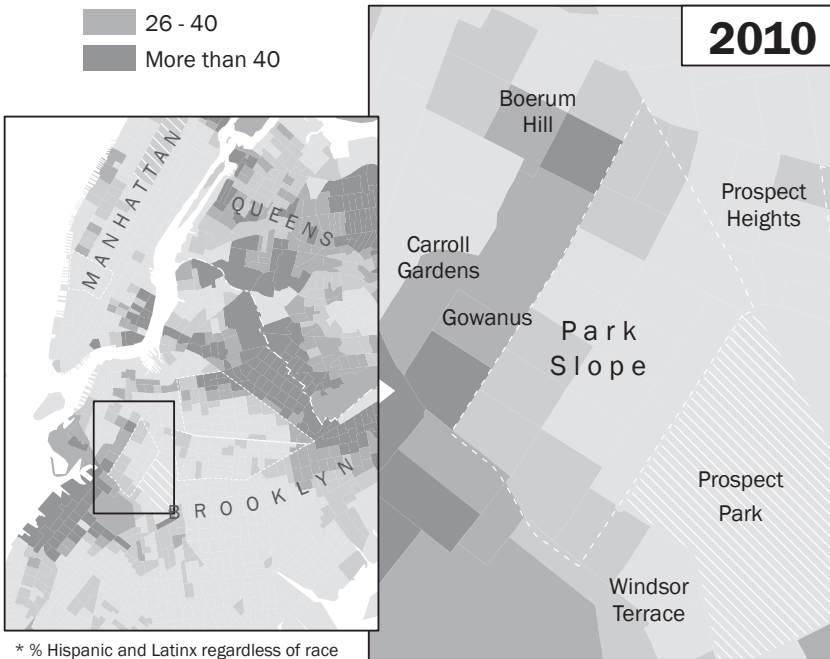 26 - 40
More than 40
2010
MANHATTAN
QUEENS
BROOKLYN
Boerum
Hill
Prospect
Heights
Carroll
Gardens
Gowanus
Park
Slope
Prospect
Park
Windsor
Terrace
* % Hispanic and Latinx regardless of race